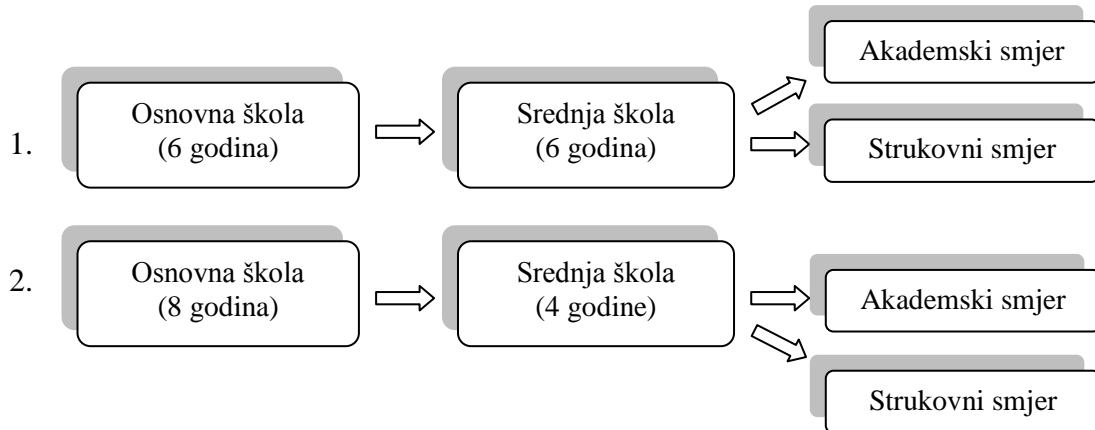 1.
Osnovna škola
(6 godina)
Srednja škola
(6 godina)
Akademski smjer
Strukovni smjer
2.
Osnovna škola
(8 godina)
Srednja škola
(4 godine)
Akademski smjer
Strukovni smjer